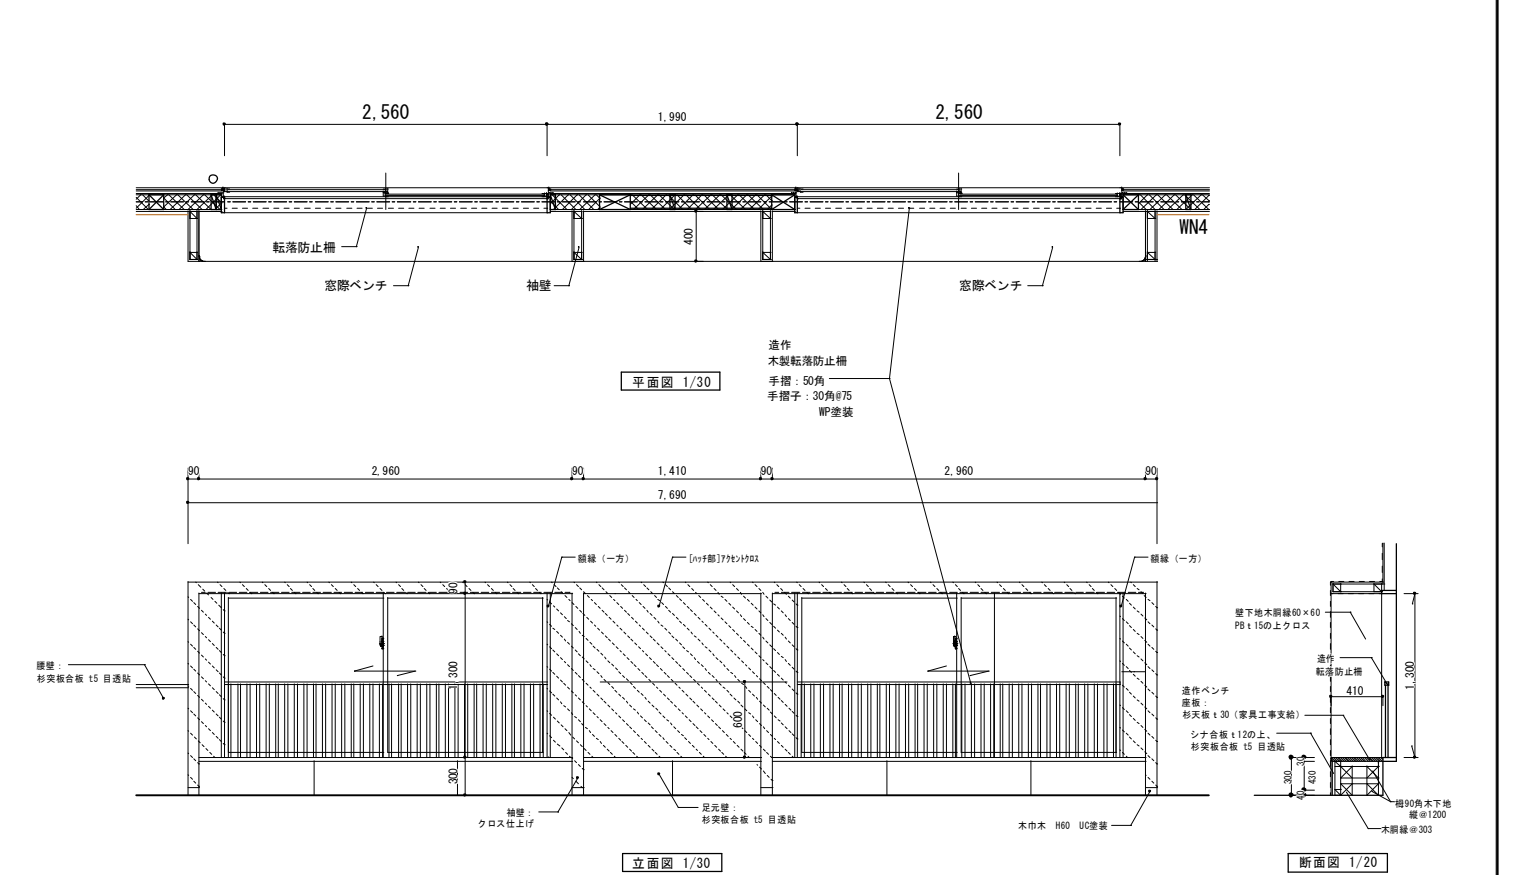 2,560
1,990
2,560
WN4
400
転落防止柵
窓際ベンチ
袖壁
窓際ベンチ
造作
木製転落防止柵
手摺：50角
手摺子：30角@75
WP塗装
平面図 1/30
90
2,960
90
1,410
90
2,960
90
7,690
額縁（一方）
[ハッチ部]アクセントクロス
額縁（一方）
90
1,300
600
300
腰壁：
杉突板合板 t5 目透貼
袖壁：
クロス仕上げ
足元壁：
杉突板合板 t5 目透貼
木巾木 H60 UC塗装
立面図 1/30
壁下地木胴縁60×60
PBt15の上クロス
造作
転落防止柵
410
1,300
造作ベンチ
座板：
杉天板t30（家具工事支給）
シナ合板t12の上、
杉突板合板 t5 目透貼
300
30
430
40
栂90角木下地
縦@1200
木胴縁@303
断面図 1/20